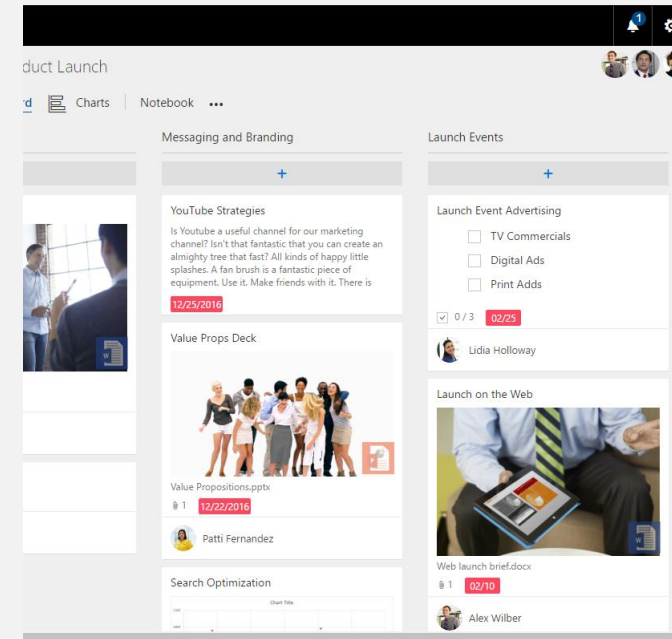 1
duct Launch
rd
Charts
Notebook
Messaging and Branding
+
YouTube Strategies
Is Youtube a useful channel for our marketing
channel? Isn't that fantastic that you can create an
almighty tree that fast? All kinds of happy little
splashes. A fan brush is a fantastic piece of
equipment. Use it. Make friends with it. There is
12/25/2016
Value Props Deck
Value Propositions.pptx
1 12/22/2016
Patti Fernandez
Search Optimization
Chart Title
Launch Events
+
Launch Event Advertising
TV Commercials
Digital Ads
Print Adds
0 / 3 02/25
Lidia Holloway
Launch on the Web
W
Web launch brief.docx
1 02/10
Alex Wilber